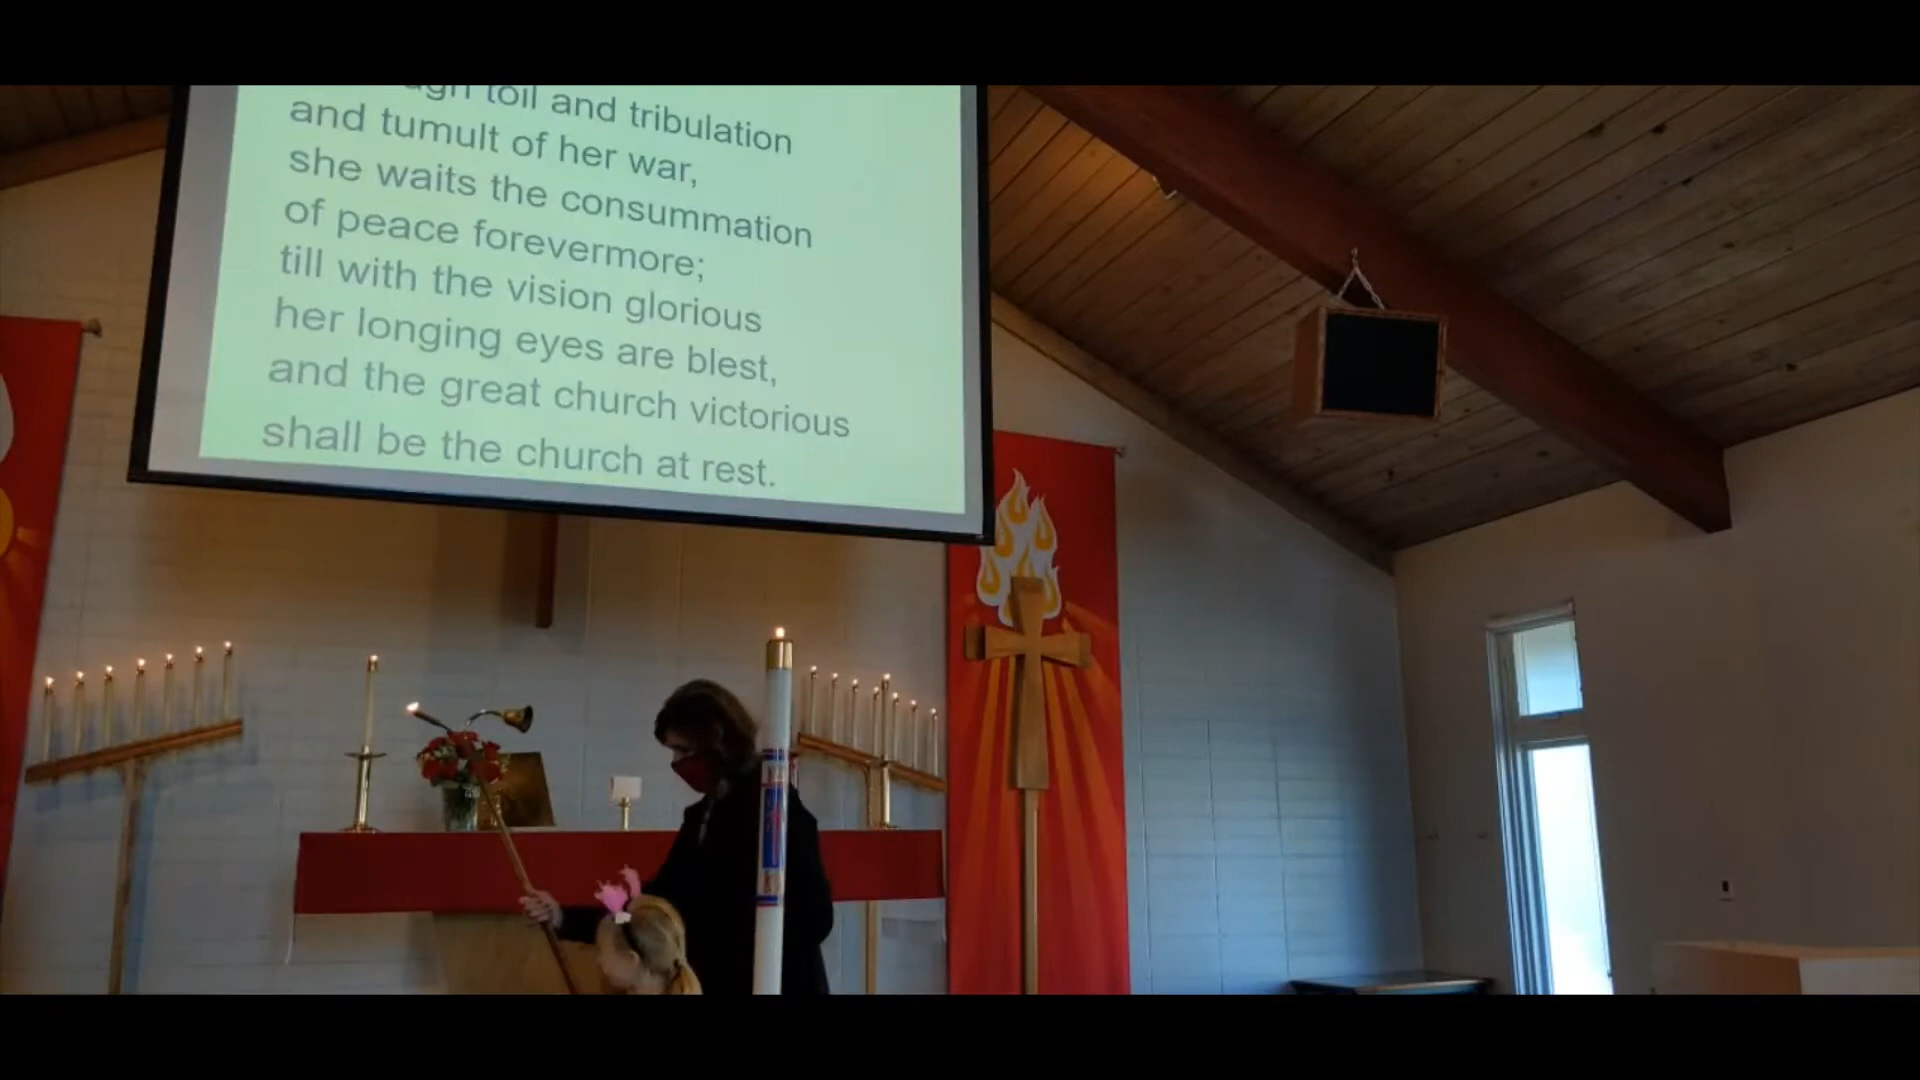 toil and tribulation
and tumult of her war,
she waits the consummation
of peace forevermore;
till with the vision glorious
her longing eyes are blest,
and the great church victorious
shall be the church at rest.